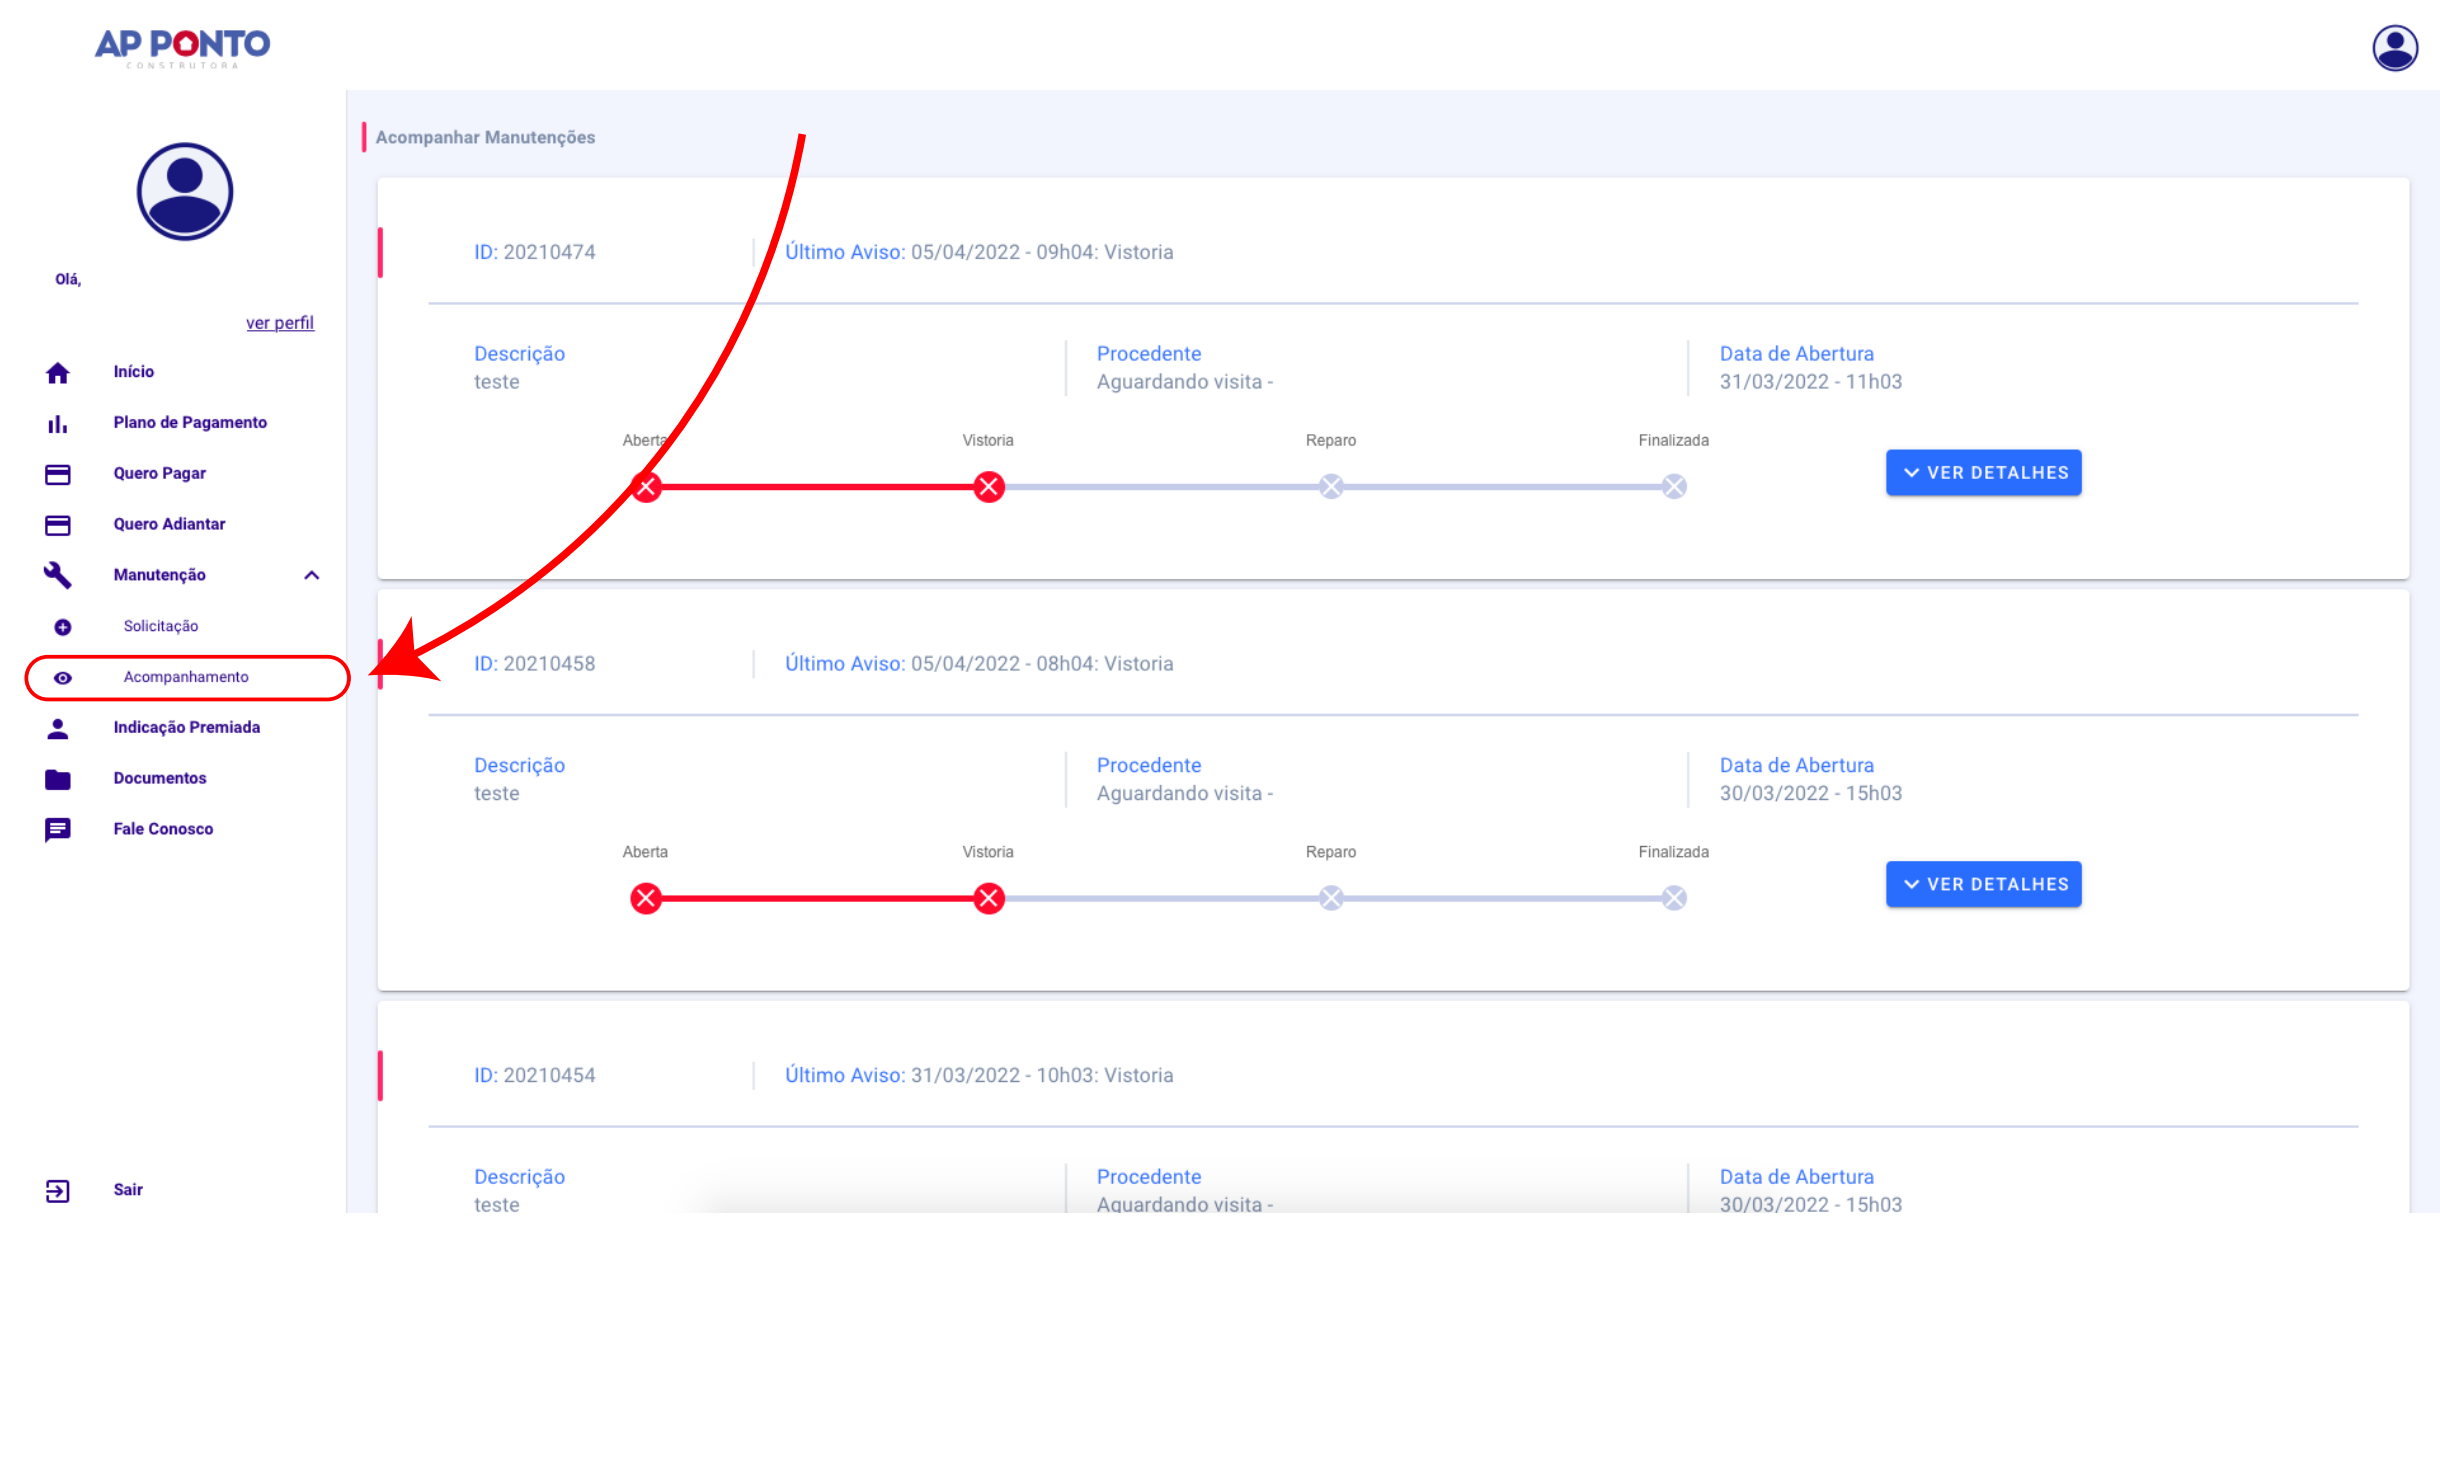 AP PONTO
CONSTRUTORA
Olá,
ver perfil
Início
Plano de Pagamento
Quero Pagar
Quero Adiantar
Manutenção
Solicitação
Acompanhamento
Indicação Premiada
Documentos
Fale Conosco
Sair
Acompanhar Manutenções
ID: 20210474 Último Aviso: 05/04/2022 - 09h04: Vistoria
Descrição Procedente Data de Abertura
teste Aguardando visita - 31/03/2022 - 11h03
Aberta Vistoria Reparo Finalizada
VER DETALHES
ID: 20210458 Último Aviso: 05/04/2022 - 08h04: Vistoria
Descrição Procedente Data de Abertura
teste Aguardando visita - 30/03/2022 - 15h03
Aberta Vistoria Reparo Finalizada
VER DETALHES
ID: 20210454 Último Aviso: 31/03/2022 - 10h03: Vistoria
Descrição Procedente Data de Abertura
teste Aguardando visita - 30/03/2022 - 15h03